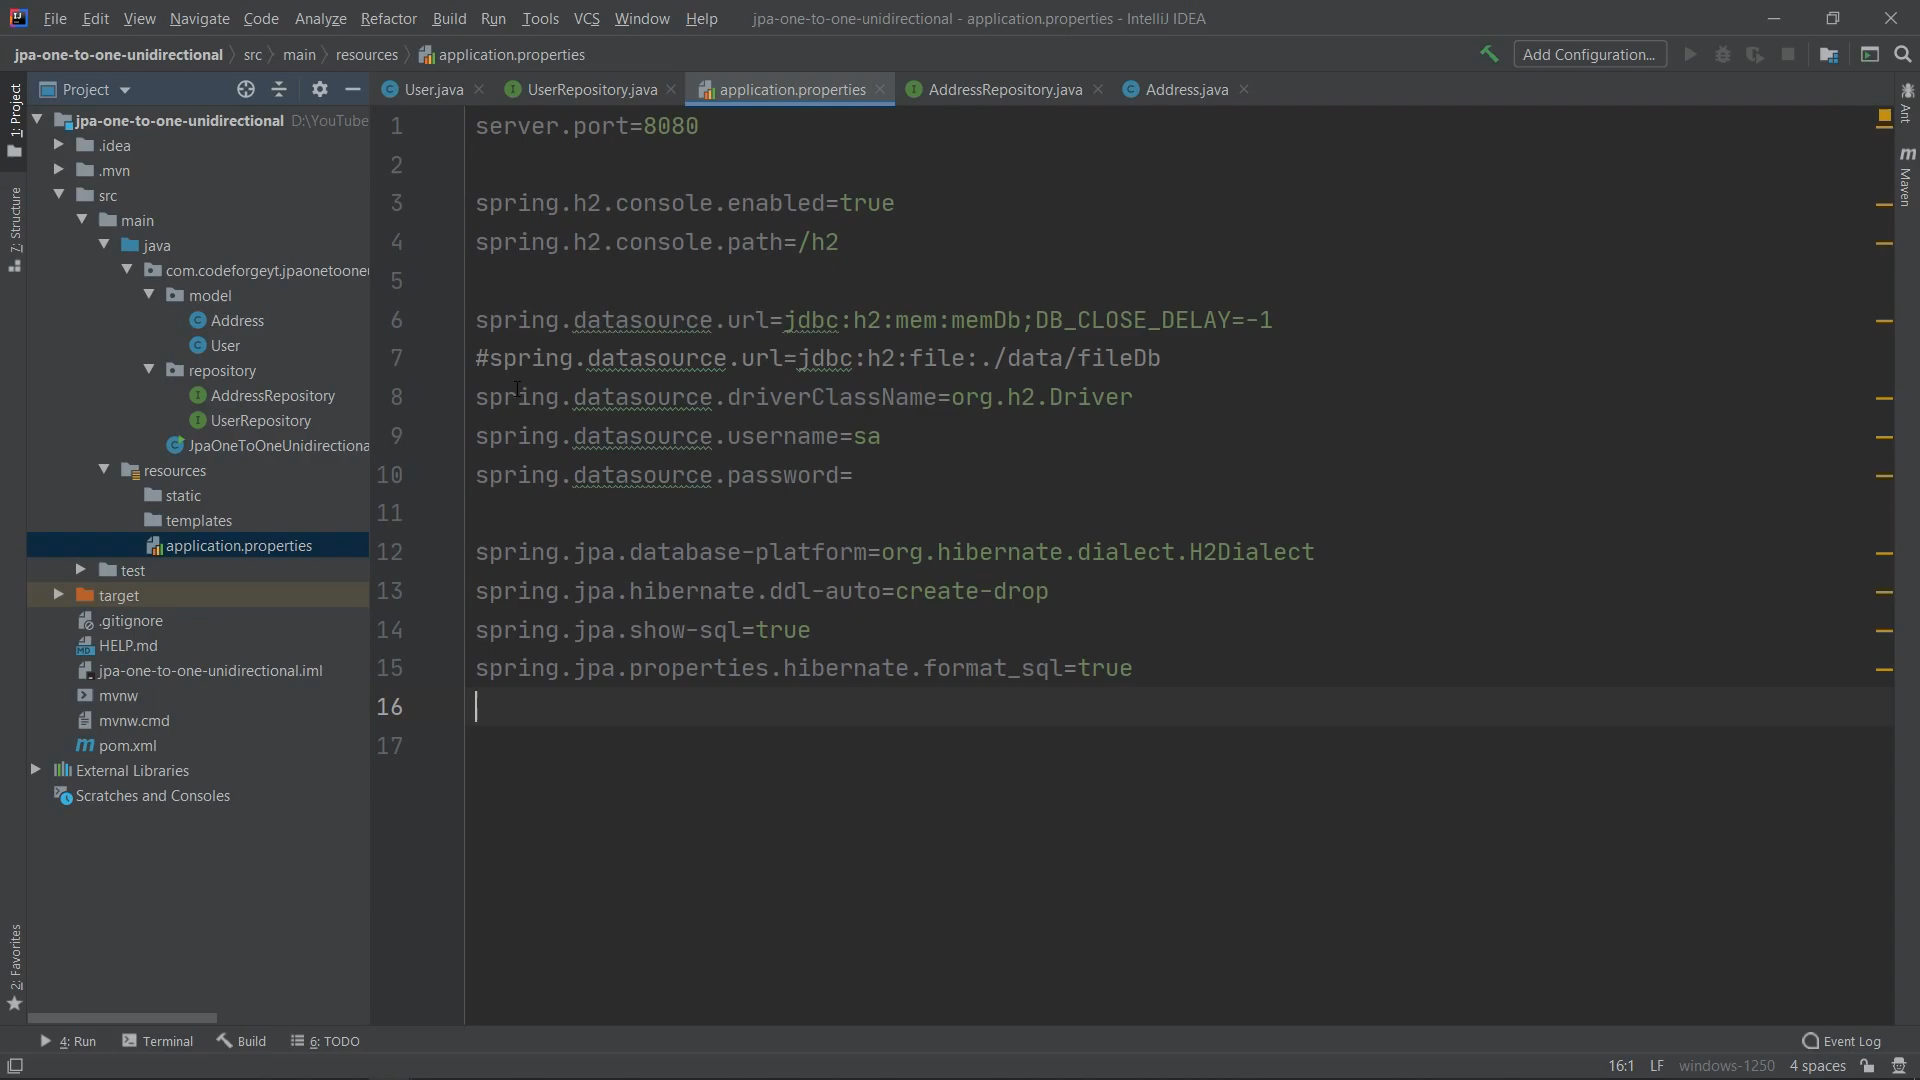 File Edit View Navigate Code Analyze Refactor Build Run Tools VCS Window Help jpa-one-to-one-unidirectional - application.properties - IntelliJ IDEA
jpa-one-to-one-unidirectional src main resources application.properties Add Configuration...
Project User.java UserRepository.java application.properties AddressRepository.java Address.java
1: Project
7: Structure
2: Favorites
jpa-one-to-one-unidirectional D:\YouTube
.idea
.mvn
src
main
java
com.codeforgeyt.jpaonetoone
model
Address
User
repository
AddressRepository
UserRepository
JpaOneToOneUnidirectiona
resources
static
templates
application.properties
test
target
.gitignore
HELP.md
jpa-one-to-one-unidirectional.iml
mvnw
mvnw.cmd
pom.xml
External Libraries
Scratches and Consoles
1 server.port=8080
2
3 spring.h2.console.enabled=true
4 spring.h2.console.path=/h2
5
6 spring.datasource.url=jdbc:h2:mem:memDb;DB_CLOSE_DELAY=-1
7 #spring.datasource.url=jdbc:h2:file:./data/fileDb
8 spring.datasource.driverClassName=org.h2.Driver
9 spring.datasource.username=sa
10 spring.datasource.password=
11
12 spring.jpa.database-platform=org.hibernate.dialect.H2Dialect
13 spring.jpa.hibernate.ddl-auto=create-drop
14 spring.jpa.show-sql=true
15 spring.jpa.properties.hibernate.format_sql=true
16
17
Ant
Maven
4: Run Terminal Build 6: TODO Event Log
16:1 LF windows-1250 4 spaces